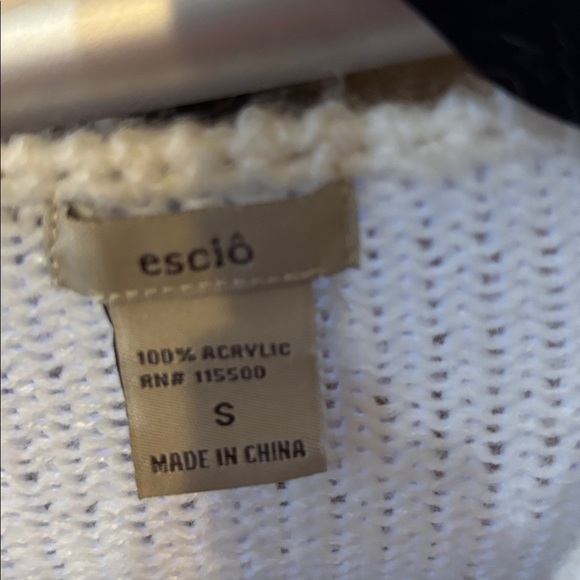 esciô
100% ACRYLIC
RN# 115500
S
MADE IN CHINA